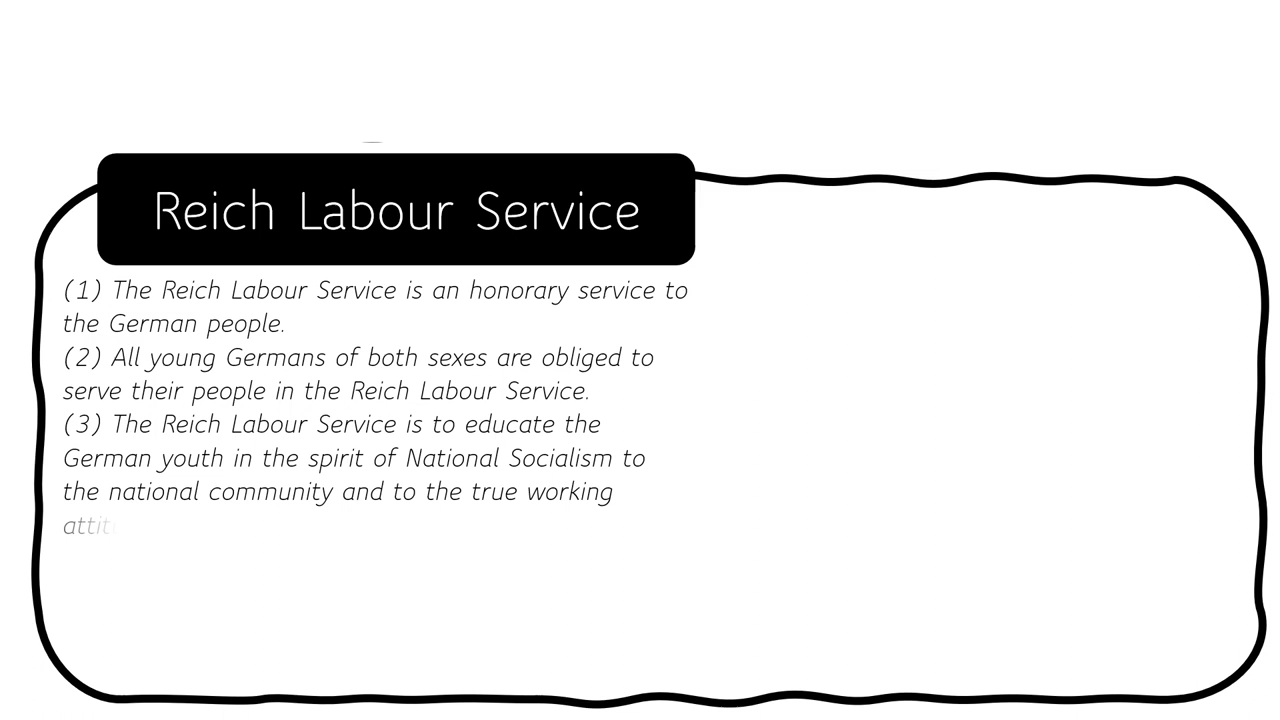 Reich Labour Service
(1) The Reich Labour Service is an honorary service to
the German people.
(2) All young Germans of both sexes are obliged to
serve their people in the Reich Labour Service.
(3) The Reich Labour Service is to educate the
German youth in the spirit of National Socialism to
the national community and to the true working